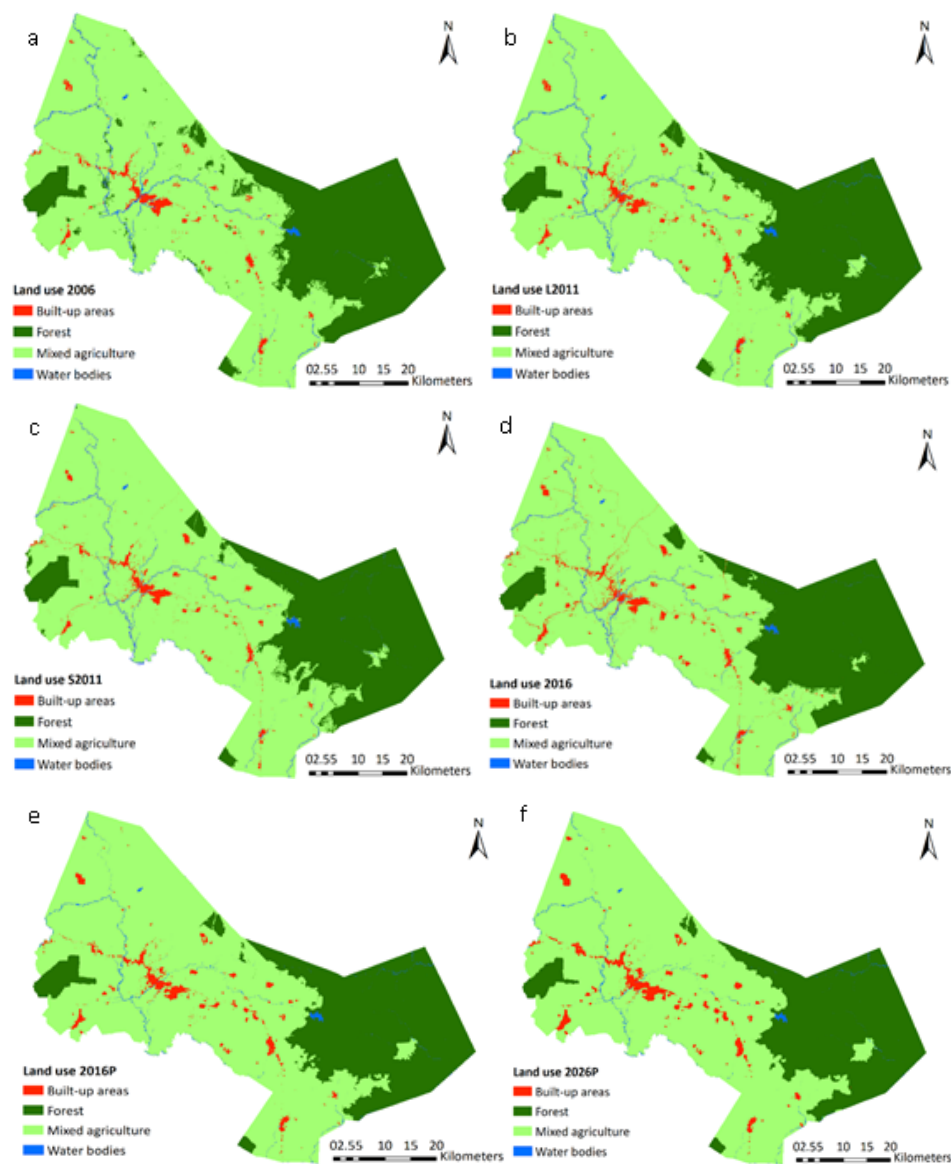 a
N
Land use 2006
Built-up areas
Forest
Mixed agriculture
Water bodies
02.55 10 15 20
Kilometers
b
N
Land use L2011
Built-up areas
Forest
Mixed agriculture
Water bodies
02.55 10 15 20
Kilometers
c
N
Land use S2011
Built-up areas
Forest
Mixed agriculture
Water bodies
02.55 10 15 20
Kilometers
d
N
Land use 2016
Built-up areas
Forest
Mixed agriculture
Water bodies
02.55 10 15 20
Kilometers
e
N
Land use 2016P
Built-up areas
Forest
Mixed agriculture
Water bodies
02.55 10 15 20
Kilometers
f
N
Land use 2026P
Built-up areas
Forest
Mixed agriculture
Water bodies
02.55 10 15 20
Kilometers